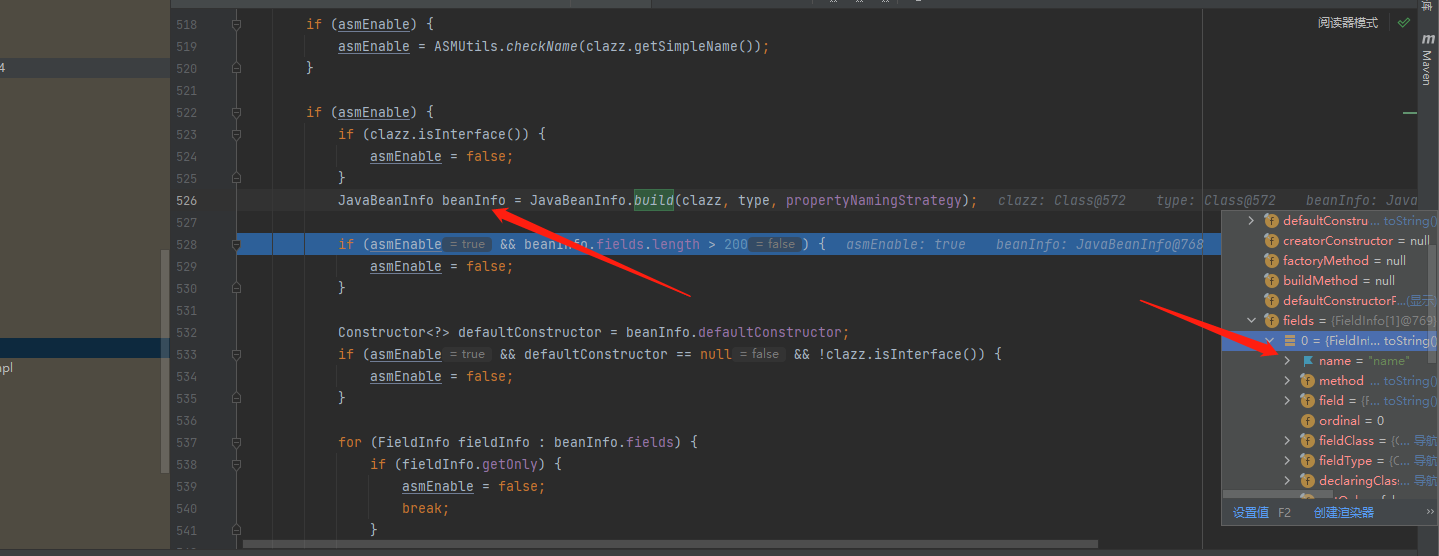 库
4
阅读器模式
m
Maven
518 if (asmEnable) {
519 asmEnable = ASMUtils.checkName(clazz.getSimpleName());
520 }
521
522 if (asmEnable) {
523 if (clazz.isInterface()) {
524 asmEnable = false;
525 }
526 JavaBeanInfo beanInfo = JavaBeanInfo.build(clazz, type, propertyNamingStrategy); clazz: Class@572 type: Class@572 beanInfo: Java
527
528 if (asmEnable = true && beanInfo.fields.length > 200 = false ) { asmEnable: true beanInfo: JavaBeanInfo@768
529 asmEnable = false;
530 }
531
532 Constructor<?> defaultConstructor = beanInfo.defaultConstructor;
533 if (asmEnable = true && defaultConstructor == null = false && !clazz.isInterface()) {
534 asmEnable = false;
535 }
536
537 for (FieldInfo fieldInfo : beanInfo.fields) {
538 if (fieldInfo.getOnly) {
539 asmEnable = false;
540 break;
541 }
mpl
defaultConstru... toString()
creatorConstructor = null
factoryMethod = null
buildMethod = null
defaultConstructorP...(显示
fields = {FieldInfo[1]@769}
0 = {FieldInf... toString()
name = "name"
method ... toString()
field = {F... toString()
ordinal = 0
fieldClass = {C... 导航
fieldType = {C... 导航
declaringClass... 导航
设置值 F2 创建渲染器 »